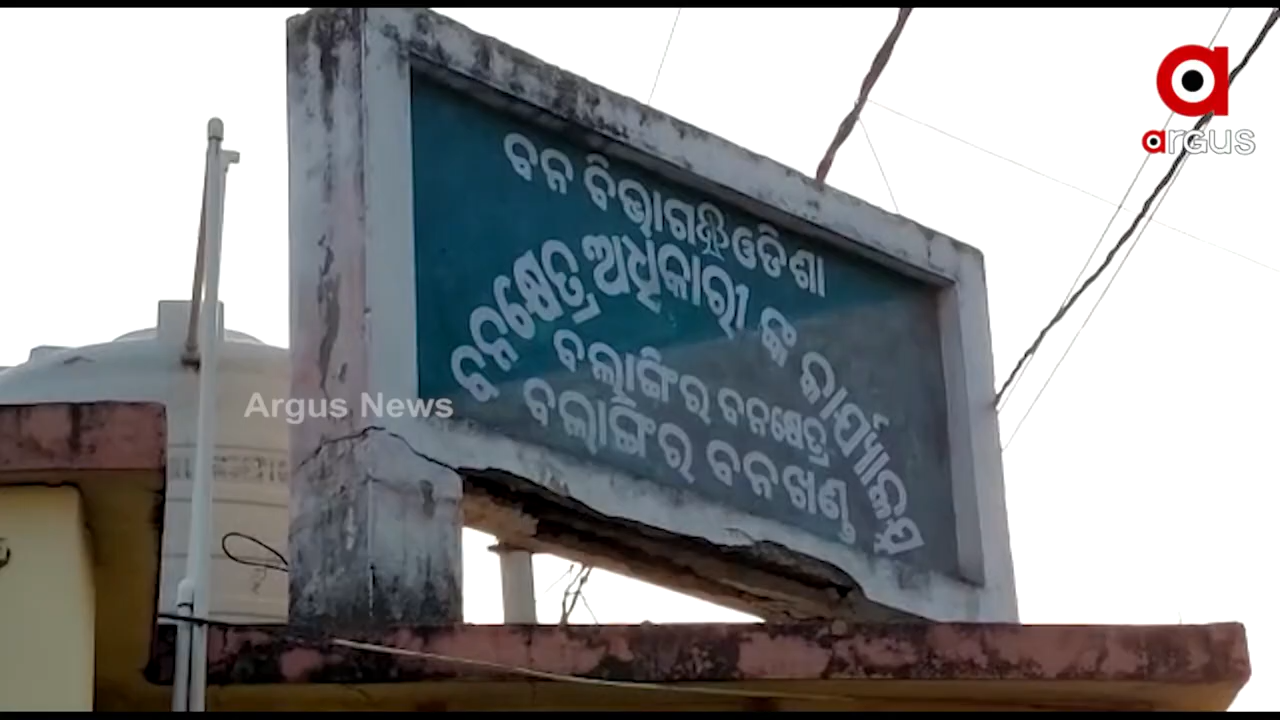 ବନ ବିଭାଗ ଓଡିଶା
ବନକ୍ଷେତ୍ର ଅଧିକାରୀ ଙ୍କ କାର୍ଯ୍ୟାଳୟ
ବଲାଙ୍ଗିର ବନକ୍ଷେତ୍ର
ବଲାଙ୍ଗିର ବନଖଣ୍ଡ
Argus News
argus